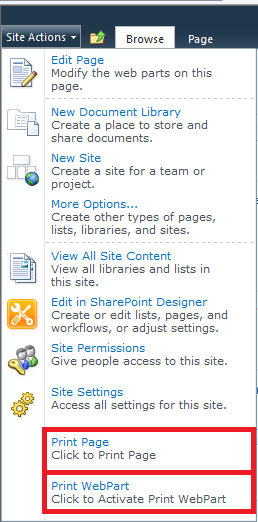 Site Actions Browse Page
Edit Page
Modify the web parts on this
page.
New Document Library
Create a place to store and
share documents.
New Site
Create a site for a team or
project.
More Options...
Create other types of pages,
lists, libraries, and sites.
View All Site Content
View all libraries and lists in
this site.
Edit in SharePoint Designer
Create or edit lists, pages, and
workflows, or adjust settings.
Site Permissions
Give people access to this site.
Site Settings
Access all settings for this site.
Print Page
Click to Print Page
Print WebPart
Click to Activate Print WebPart